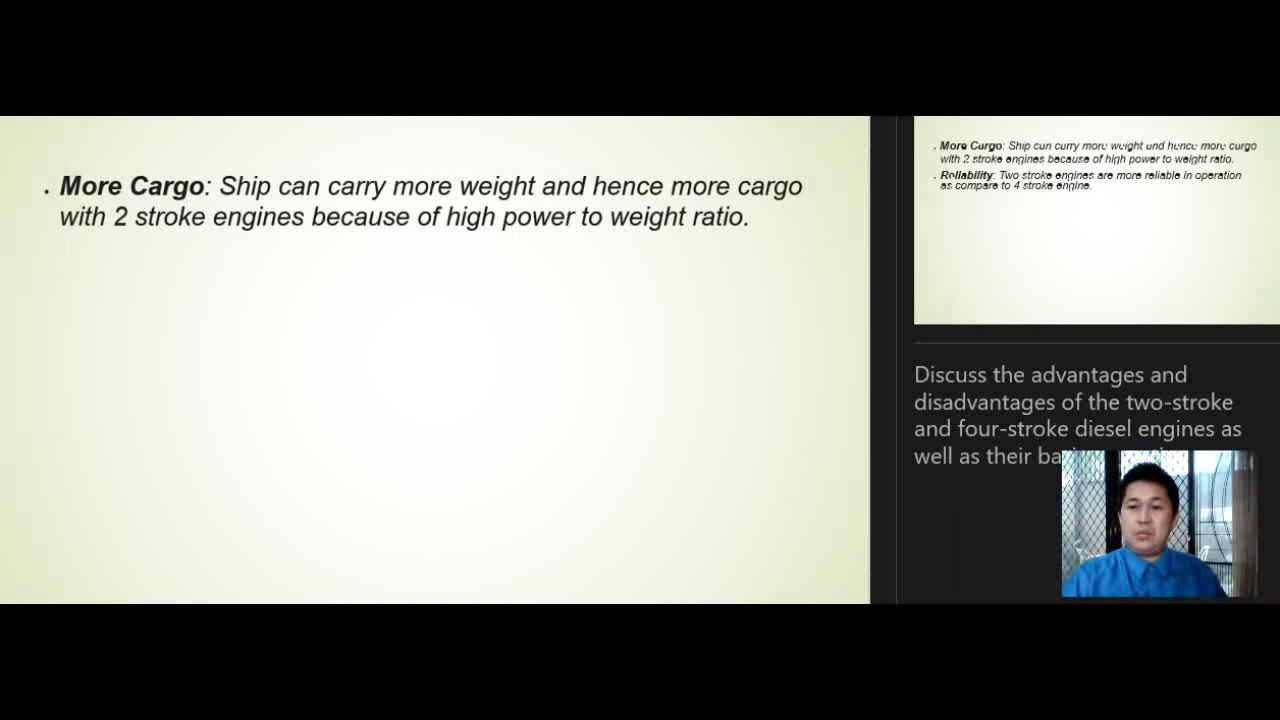 . More Cargo: Ship can carry more weight and hence more cargo
with 2 stroke engines because of high power to weight ratio.
. More Cargo: Ship can carry more weight and hence more cargo
with 2 stroke engines because of high power to weight ratio.
. Reliability: Two stroke engines are more reliable in operation
as compare to 4 stroke engine.
Discuss the advantages and
disadvantages of the two-stroke
and four-stroke diesel engines as
well as their